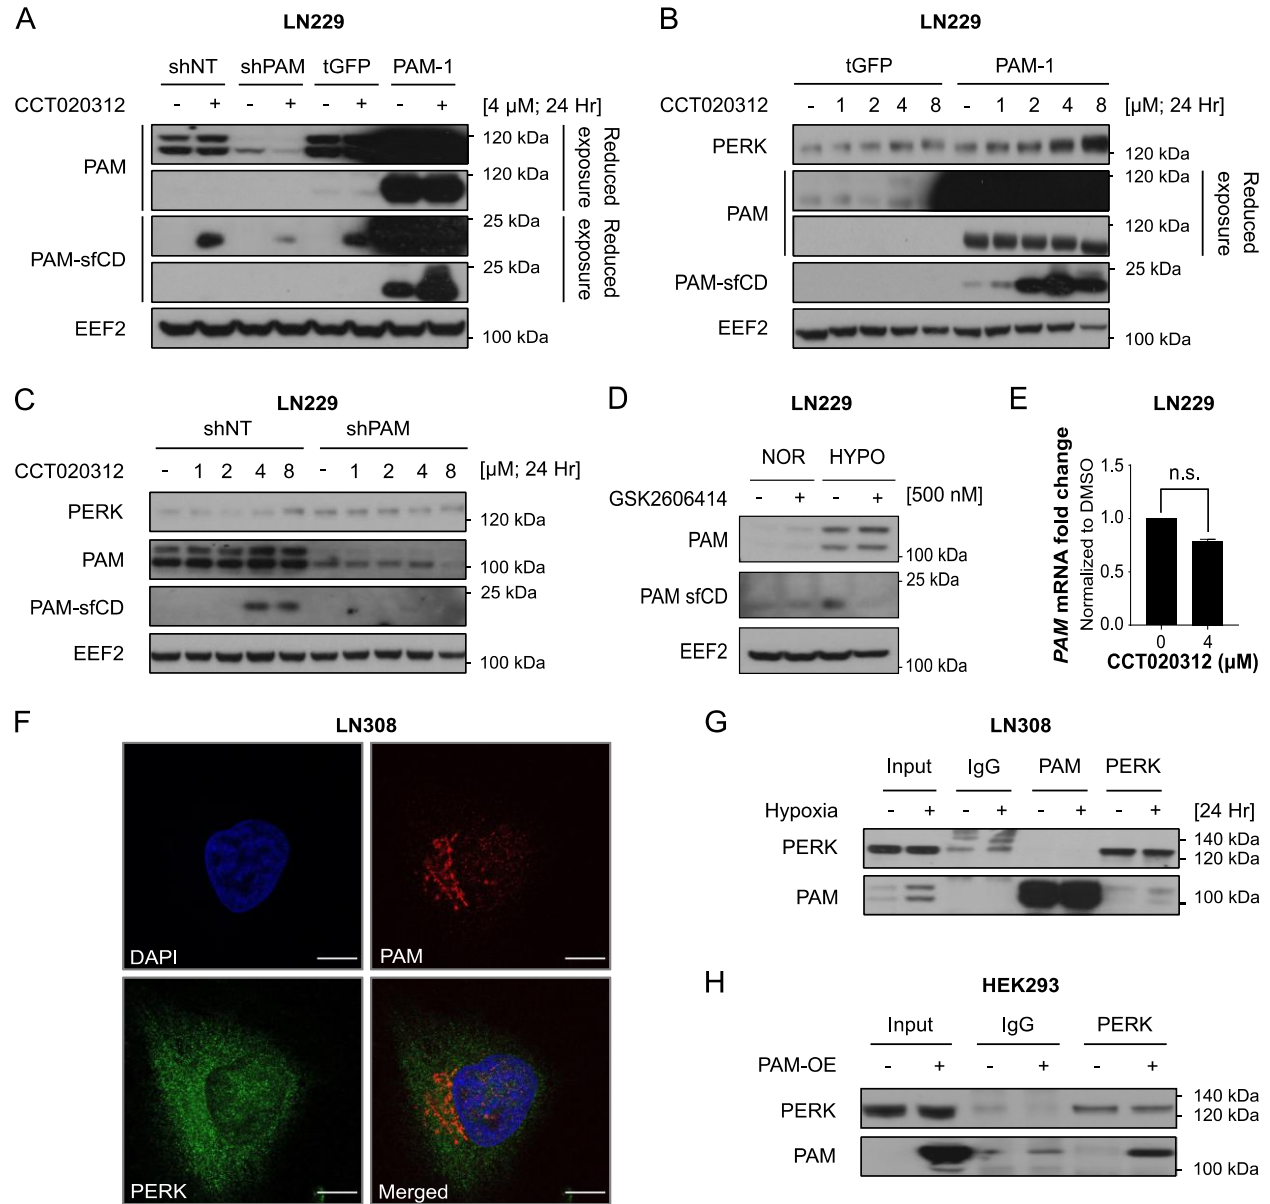 A
LN229
shNT shPAM tGFP PAM-1
CCT020312 - + - + - + - + [4 µM; 24 Hr]
PAM
120 kDa
120 kDa
Reduced exposure
PAM-sfCD
25 kDa
25 kDa
Reduced exposure
EEF2
100 kDa
B
LN229
tGFP PAM-1
CCT020312 - 1 2 4 8 - 1 2 4 8 [µM; 24 Hr]
PERK
120 kDa
PAM
120 kDa
120 kDa
Reduced exposure
PAM-sfCD
25 kDa
EEF2
100 kDa
C
LN229
shNT shPAM
CCT020312 - 1 2 4 8 - 1 2 4 8 [µM; 24 Hr]
PERK
120 kDa
PAM
100 kDa
PAM-sfCD
25 kDa
EEF2
100 kDa
D
LN229
NOR HYPO
GSK2606414 - + - + [500 nM]
PAM
100 kDa
PAM sfCD
25 kDa
EEF2
100 kDa
E
LN229
PAM mRNA fold change
Normalized to DMSO
1.5
1.0
0.5
0.0
n.s.
0 4
CCT020312 (µM)
F
LN308
DAPI
PAM
PERK
Merged
G
LN308
Input IgG PAM PERK
Hypoxia - + - + - + - + [24 Hr]
PERK
140 kDa
120 kDa
PAM
100 kDa
H
HEK293
Input IgG PERK
PAM-OE - + - + - +
PERK
140 kDa
120 kDa
PAM
100 kDa